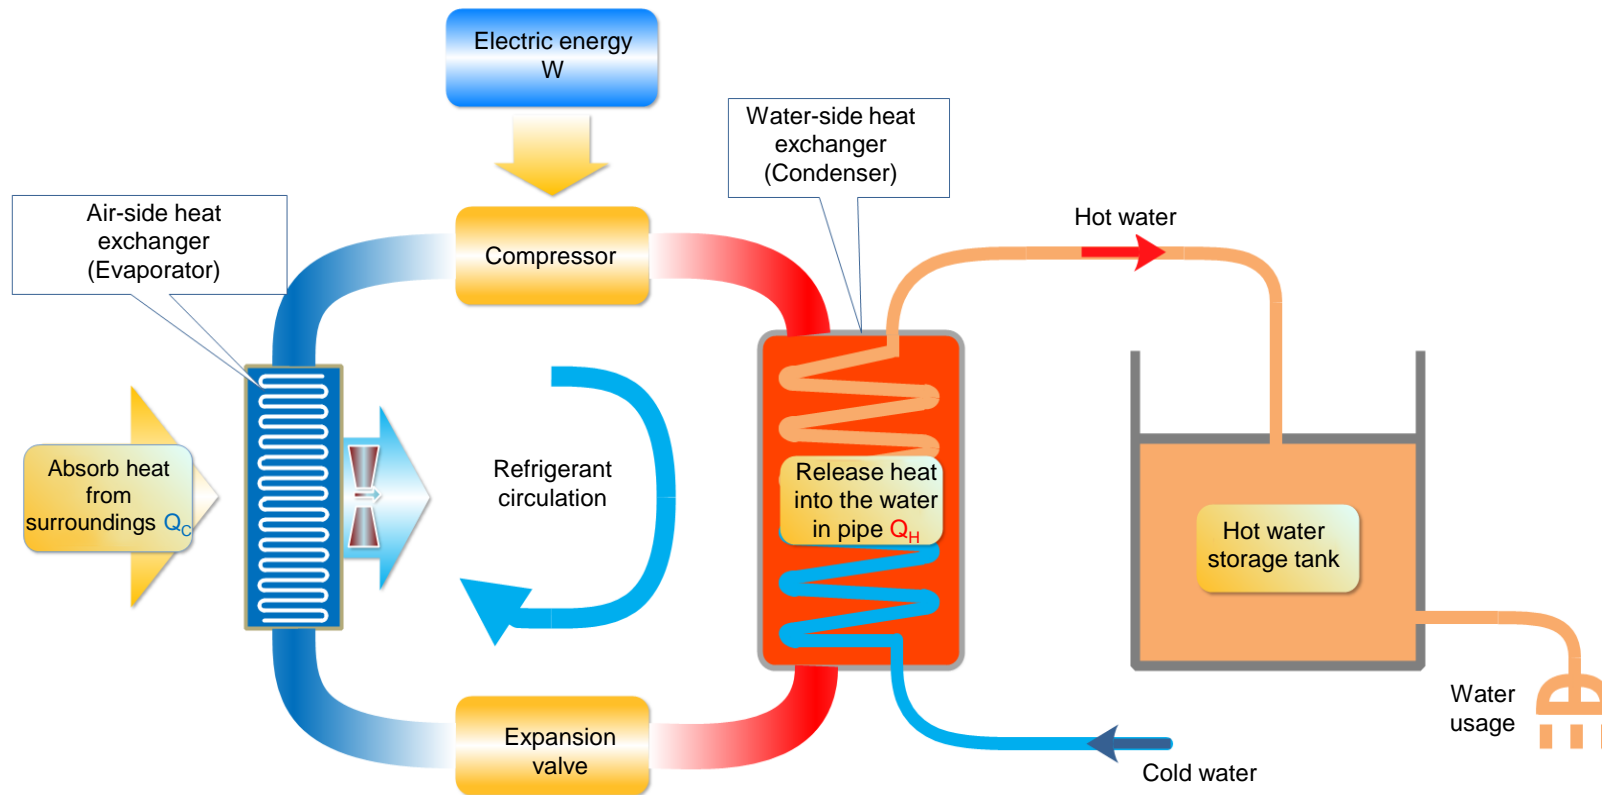 Electric energy
W
Water-side heat
exchanger
(Condenser)
Air-side heat
exchanger
(Evaporator)
Compressor
Hot water
Absorb heat
from
surroundings Q_C
Refrigerant
circulation
Release heat
into the water
in pipe Q_H
Hot water
storage tank
Water
usage
Expansion
valve
Cold water